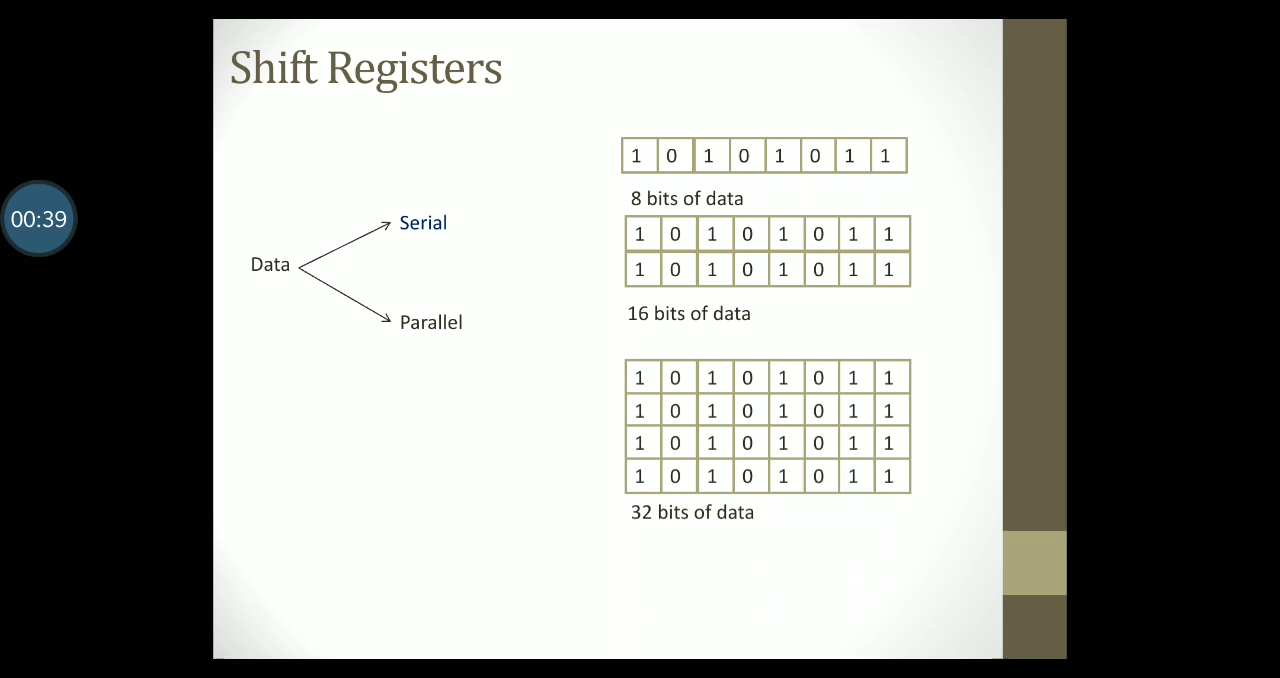 Shift Registers
1 0 1 0 1 0 1 1
8 bits of data
00:39
Serial
1 0 1 0 1 0 1 1
Data
1 0 1 0 1 0 1 1
16 bits of data
Parallel
1 0 1 0 1 0 1 1
1 0 1 0 1 0 1 1
1 0 1 0 1 0 1 1
1 0 1 0 1 0 1 1
32 bits of data